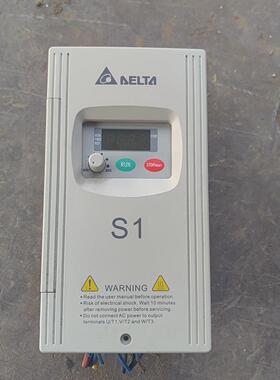 DELTA
RUN
STOP/RESET
S1
WARNING
Read the user manual before operation.
Risk of electrical shock. Wait 10 minutes
after removing power before servicing.
Do not connect AC power to output
terminals U/T1,V/T2 and W/T3.